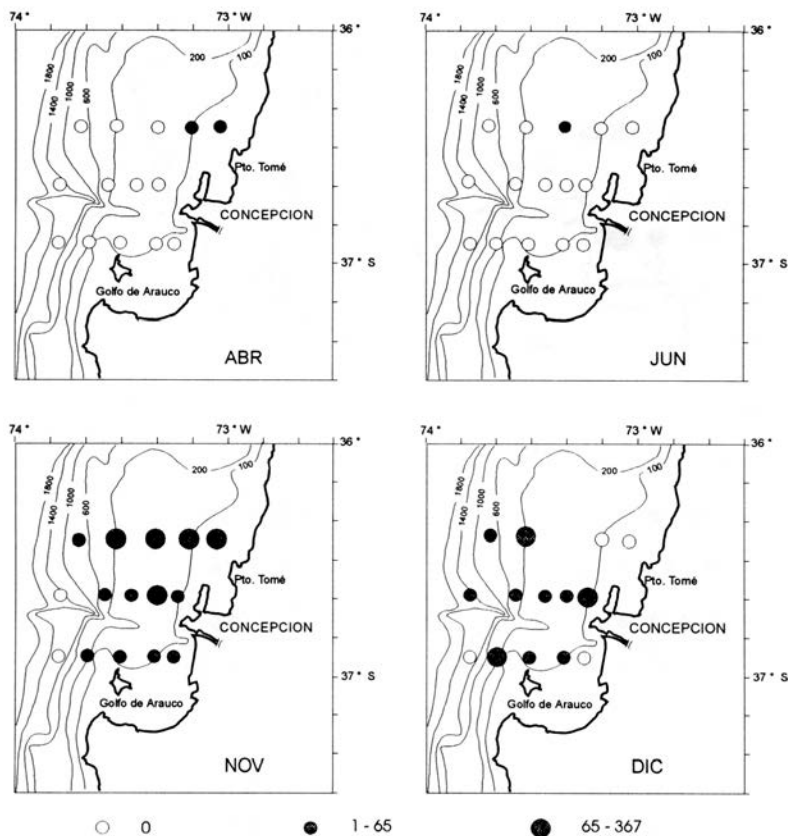 74 °
73 ° W
36 °
200
100
1800
1400
1000
600
Pto. Tomé
CONCEPCION
37 ° S
Golfo de Arauco
ABR
74 °
73 ° W
36 °
200
100
1800
1400
1000
600
Pto. Tomé
CONCEPCION
37 ° S
Golfo de Arauco
JUN
74 °
73 ° W
36 °
200
100
1800
1400
1000
600
Pto. Tomé
CONCEPCION
37 ° S
Golfo de Arauco
NOV
74 °
73 ° W
36 °
200
100
1800
1400
1000
600
Pto. Tomé
CONCEPCION
37 ° S
Golfo de Arauco
DIC
0
1 - 65
65 - 367